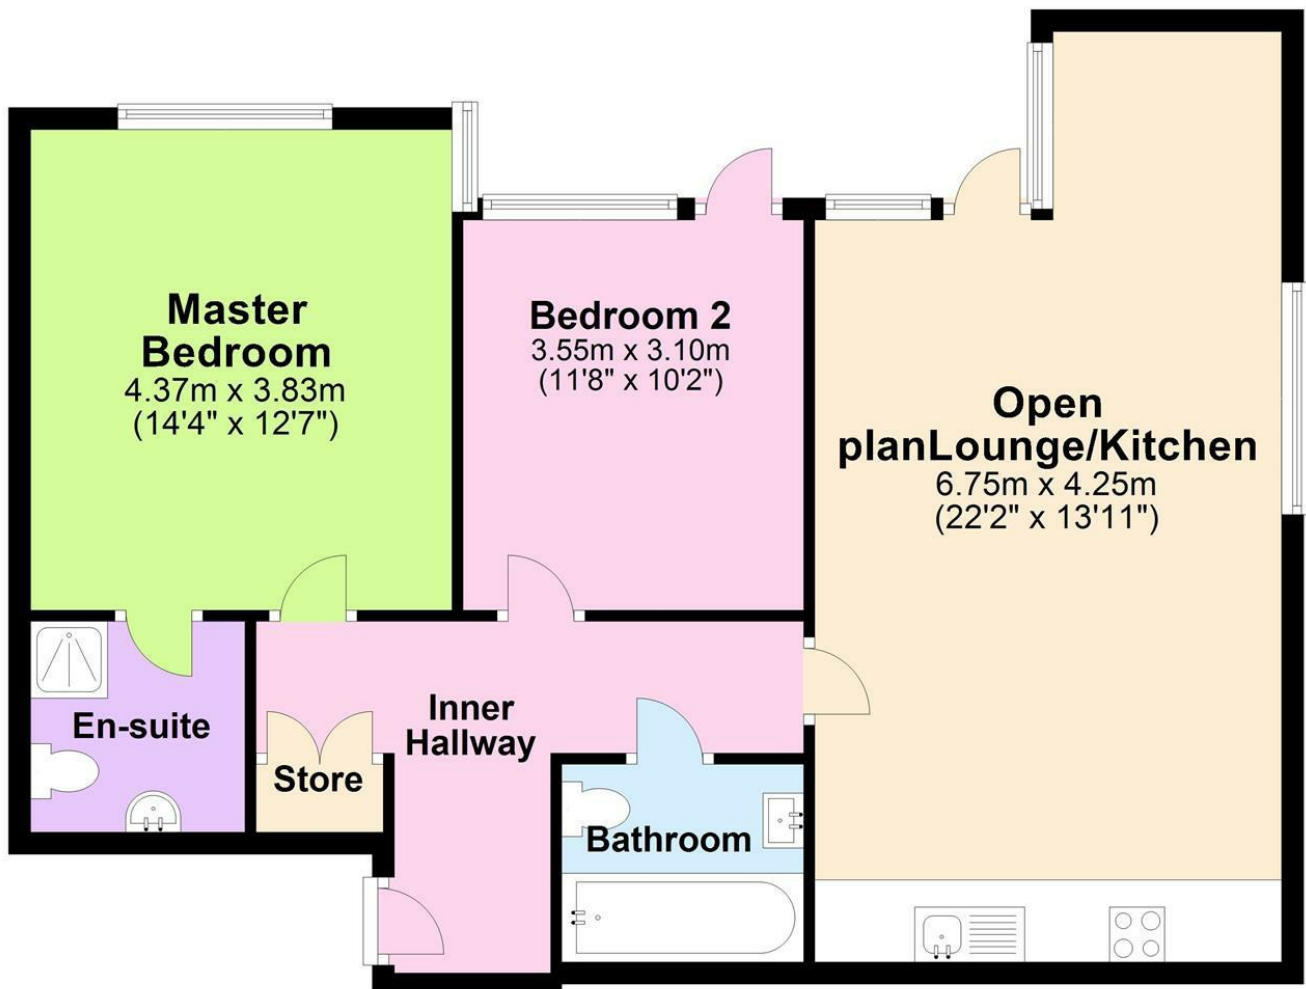 Master
Bedroom
4.37m x 3.83m
(14'4" x 12'7")
Bedroom 2
3.55m x 3.10m
(11'8" x 10'2")
Open
planLounge/Kitchen
6.75m x 4.25m
(22'2" x 13'11")
En-suite
Store
Inner
Hallway
Bathroom